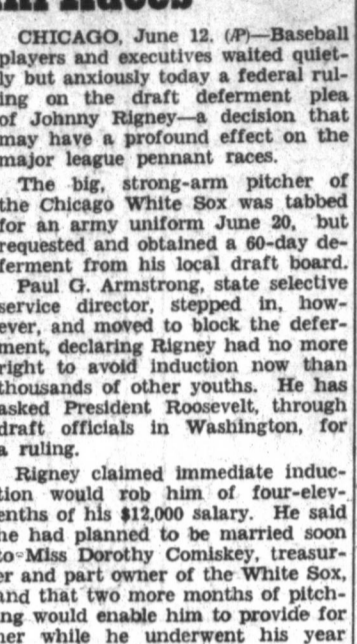 CHICAGO, June 12. (AP)—Baseball
players and executives waited quiet-
ly but anxiously today a federal rul-
ing on the draft deferment plea
of Johnny Rigney—a decision that
may have a profound effect on the
major league pennant races.
The big, strong-arm pitcher of
the Chicago White Sox was tabbed
for an army uniform June 20, but
requested and obtained a 60-day de-
ferment from his local draft board.
Paul G. Armstrong, state selective
service director, stepped in, how-
ever, and moved to block the defer-
ment, declaring Rigney had no more
right to avoid induction now than
thousands of other youths. He has
asked President Roosevelt, through
draft officials in Washington, for
a ruling.
Rigney claimed immediate induc-
tion would rob him of four-elev-
enths of his $12,000 salary. He said
he had planned to be married soon
to Miss Dorothy Comiskey, treasur-
er and part owner of the White Sox,
and that two more months of pitch-
ing would enable him to provide for
her while he underwent his year